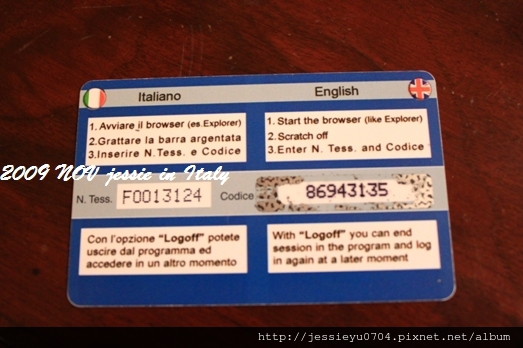 Italiano
English
1. Avviare il browser (es.Explorer)
2.Grattare la barra argentata
3.Inserire N. Tess. e Codice
1. Start the browser (like Explorer)
2.Scratch off
3.Enter N. Tess. and Codice
2009 NOV jessie in Italy
N. Tess. F0013124 Codice 86943135
Con l'opzione "Logoff" potete
uscire dal programma ed
accedere in un altro momento
With "Logoff" you can end
session in the program and log
in again at a later moment
http://jessieyu0704.pixnet.net/album